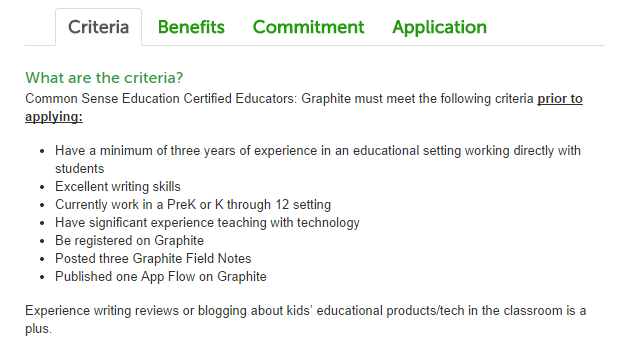 Criteria Benefits Commitment Application
What are the criteria?
Common Sense Education Certified Educators: Graphite must meet the following criteria prior to
applying:
• Have a minimum of three years of experience in an educational setting working directly with
students
• Excellent writing skills
• Currently work in a PreK or K through 12 setting
• Have significant experience teaching with technology
• Be registered on Graphite
• Posted three Graphite Field Notes
• Published one App Flow on Graphite
Experience writing reviews or blogging about kids' educational products/tech in the classroom is a
plus.